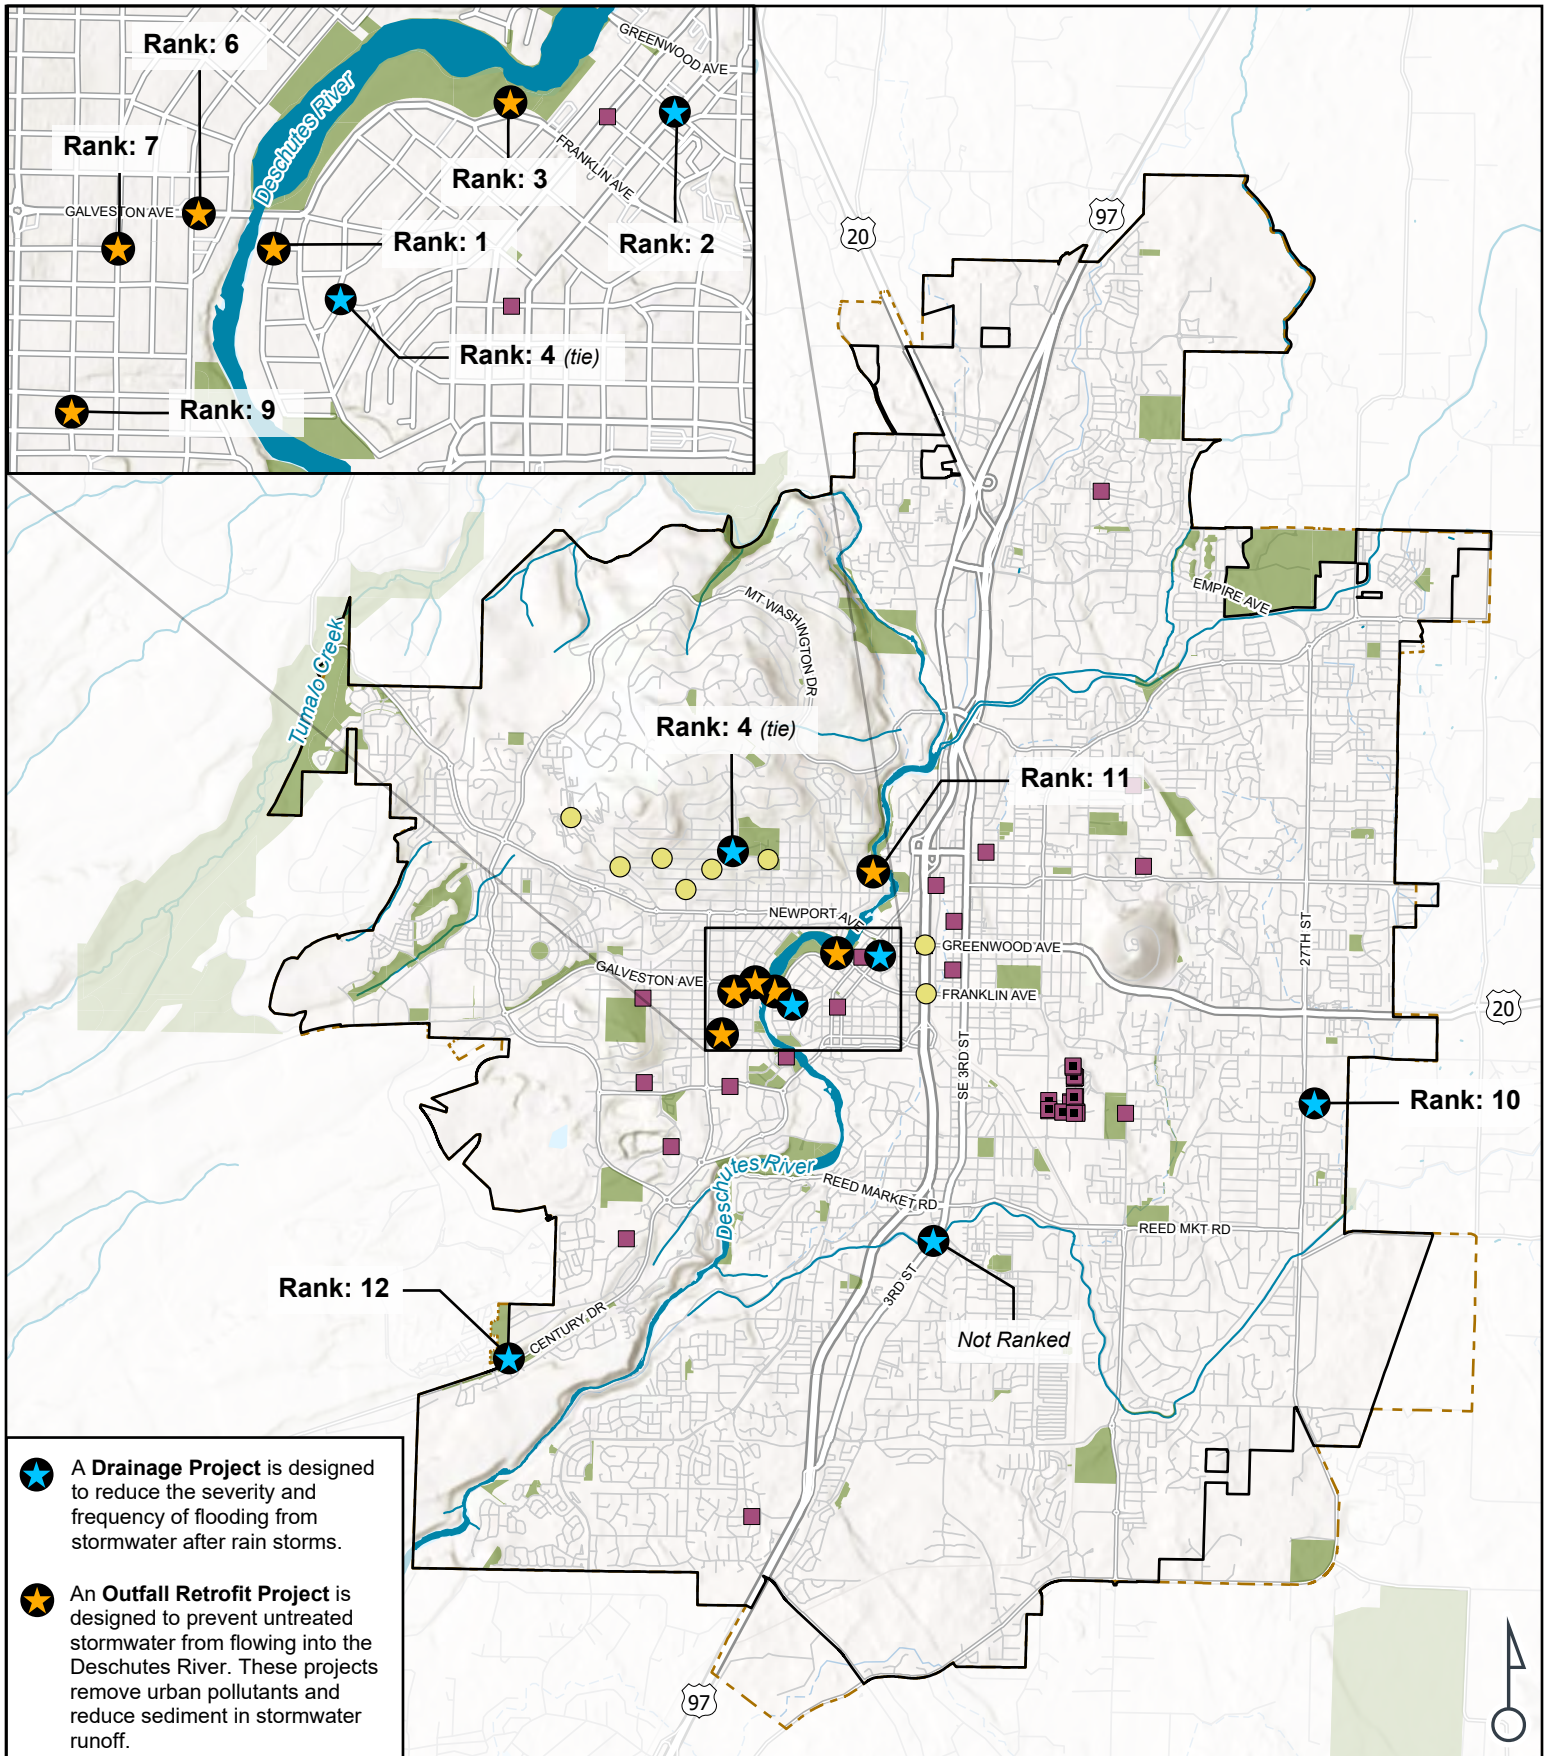 Rank: 6
GREENWOOD AVE
Deschutes River
Rank: 7
FRANKLIN AVE
Rank: 3
GALVESTON AVE
Rank: 1
Rank: 2
Rank: 4 (tie)
Rank: 9
20
97
EMPIRE AVE
MT WASHINGTON DR
Tumalo Creek
Rank: 4 (tie)
Rank: 11
NEWPORT AVE
GREENWOOD AVE
27TH ST
GALVESTON AVE
FRANKLIN AVE
20
SE 3RD ST
Rank: 10
Deschutes River
REED MARKET RD
REED MKT RD
Rank: 12
3RD ST
CENTURY DR
Not Ranked
A Drainage Project is designed
to reduce the severity and
frequency of flooding from
stormwater after rain storms.
An Outfall Retrofit Project is
designed to prevent untreated
stormwater from flowing into the
Deschutes River. These projects
remove urban pollutants and
reduce sediment in stormwater
runoff.
97